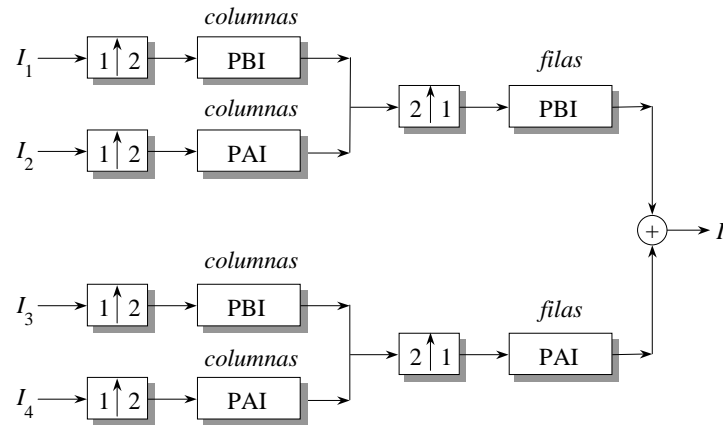 columnas
I1 1 2 PBI
columnas
filas
2 1 PBI
I2 1 2 PAI
+ I
columnas
I3 1 2 PBI
columnas
filas
2 1 PAI
I4 1 2 PAI